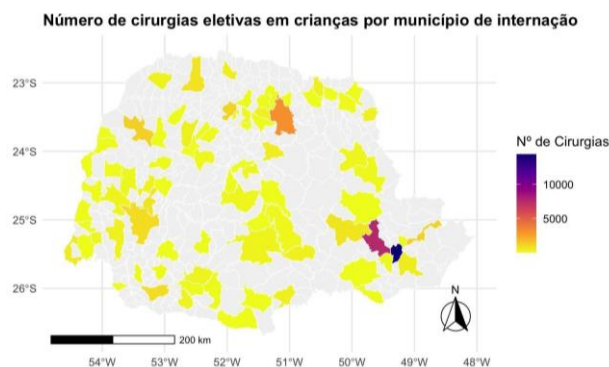 Número de cirurgias eletivas em crianças por município de internação
23°S
24°S
25°S
26°S
54°W 53°W 52°W 51°W 50°W 49°W 48°W
200 km
N
Nº de Cirurgias
10000
5000